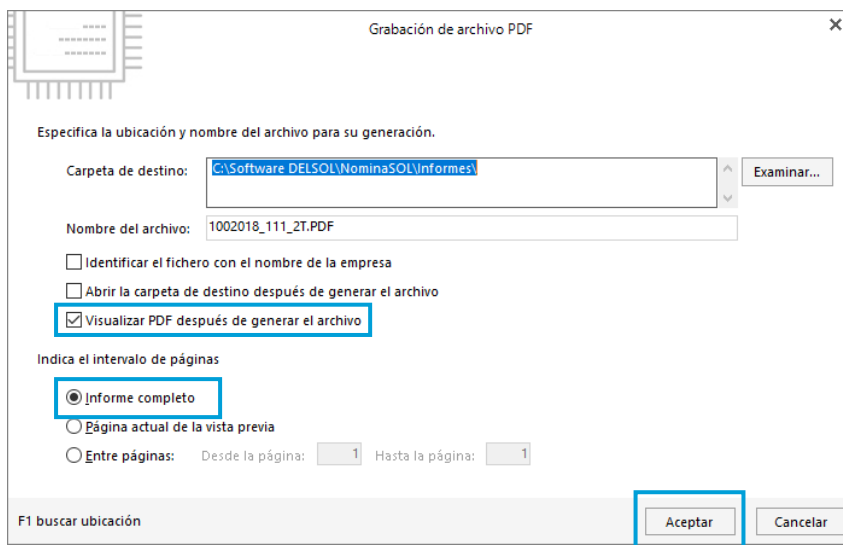 Grabación de archivo PDF
Especifica la ubicación y nombre del archivo para su generación.
Carpeta de destino: C:\Software DELSOL\NominaSOL\Informes\ Examinar...
Nombre del archivo: 1002018_111_2T.PDF
Identificar el fichero con el nombre de la empresa
Abrir la carpeta de destino después de generar el archivo
Visualizar PDF después de generar el archivo
Indica el intervalo de páginas
Informe completo
Página actual de la vista previa
Entre páginas: Desde la página: 1 Hasta la página: 1
F1 buscar ubicación Aceptar Cancelar